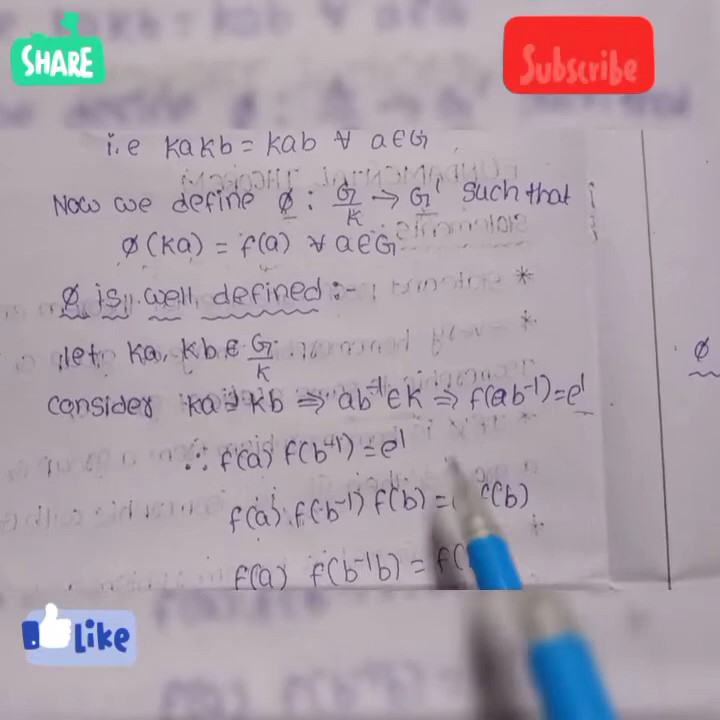 SHARE
Subscribe
i.e kakb = kab ∀ a∈G
Now we define ø : G/K → G' such that
ø(ka) = f(a) ∀ a∈G
ø is well defined :-
let ka, kb ∈ G/K
consider ka = kb ⇒ ab⁻¹∈K ⇒ f(ab⁻¹) = e'
∴ f(a) f(b⁻¹) = e'
f(a) f(b⁻¹) f(b) = f(b)
f(a) f(b⁻¹b) = f(
ø
Like